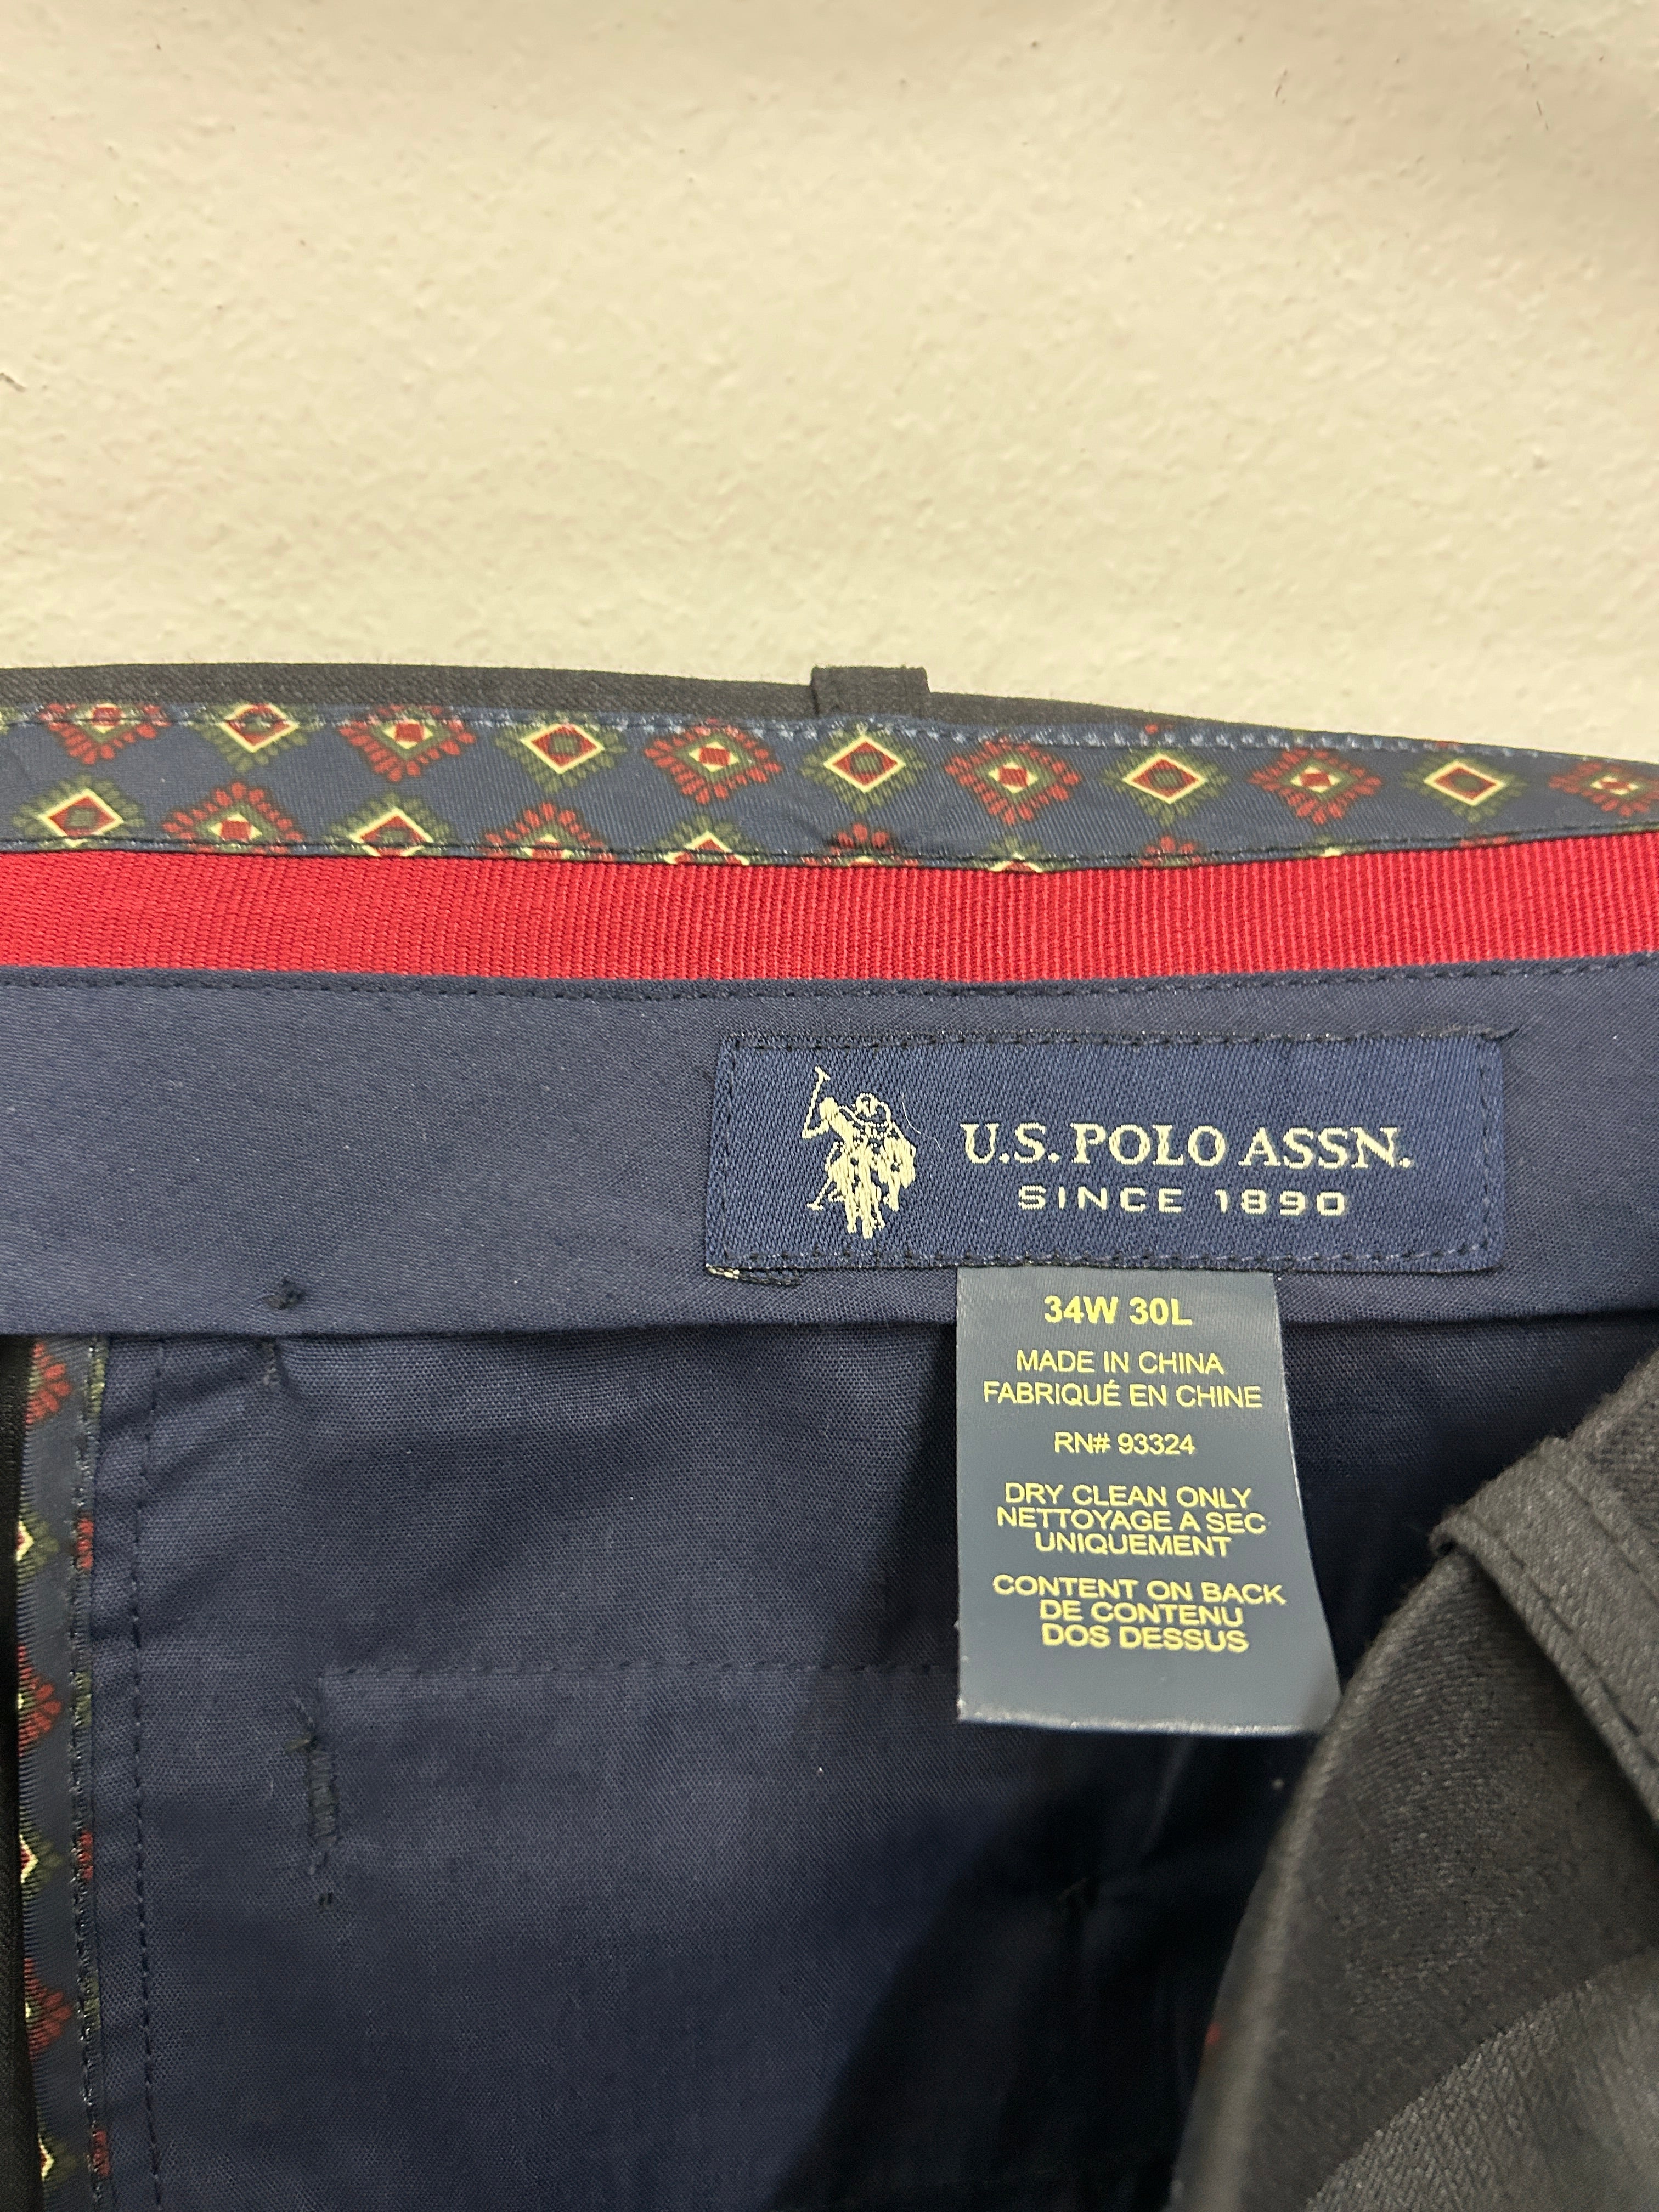 U.S. POLO ASSN.
SINCE 1890
34W 30L
MADE IN CHINA
FABRIQUÉ EN CHINE
RN# 93324
DRY CLEAN ONLY
NETTOYAGE A SEC
UNIQUEMENT
CONTENT ON BACK
DE CONTENU
DOS DESSUS